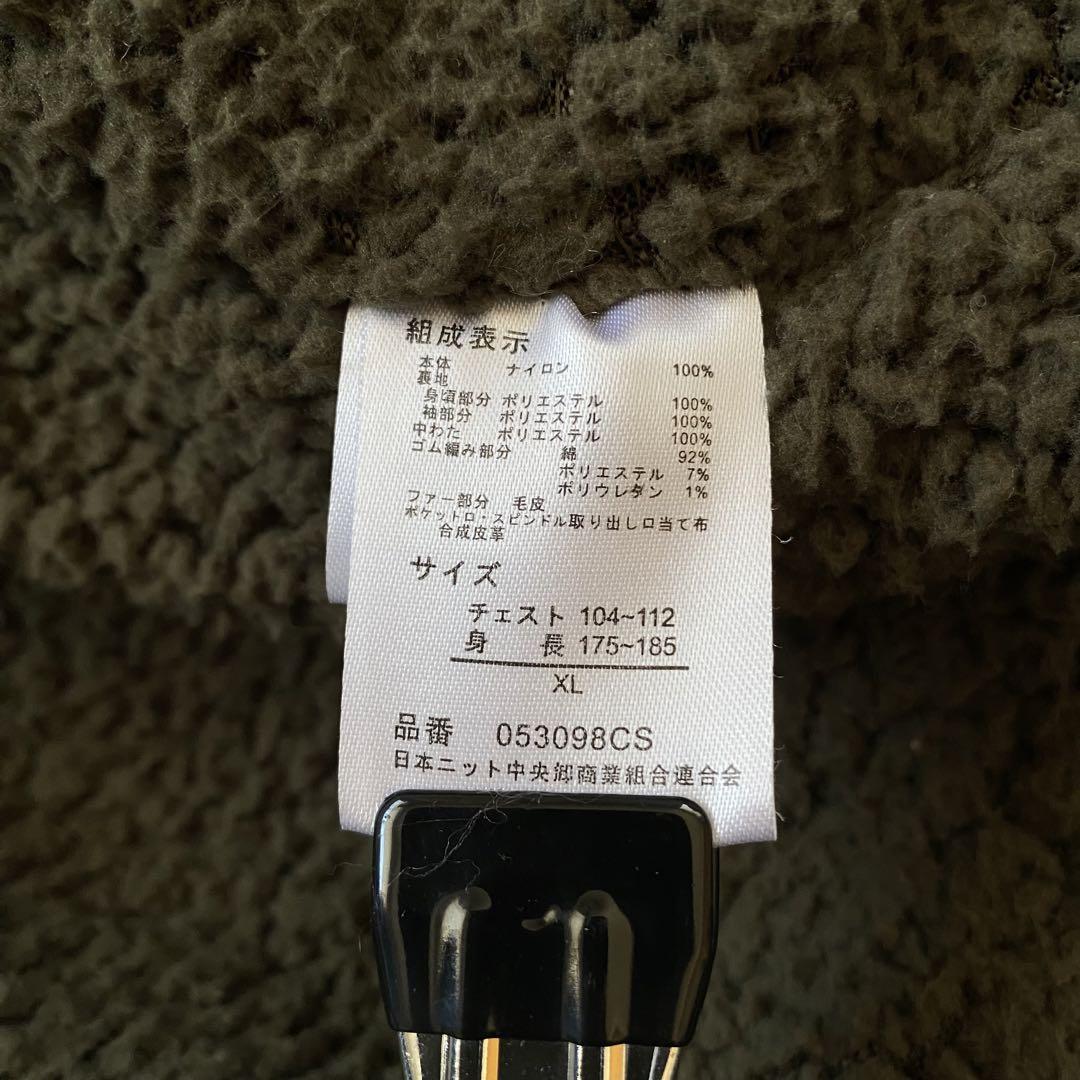 組成表示
本体 ナイロン 100%
裏地
身頃部分 ポリエステル 100%
袖部分 ポリエステル 100%
中わた ポリエステル 100%
ゴム編み部分 綿 92%
ポリエステル 7%
ポリウレタン 1%
ファー部分 毛皮
ポケット口・スピンドル取り出し口当て布
合成皮革
サイズ
チェスト 104~112
身長 175~185
XL
品番 053098CS
日本ニット中央卸商業組合連合会